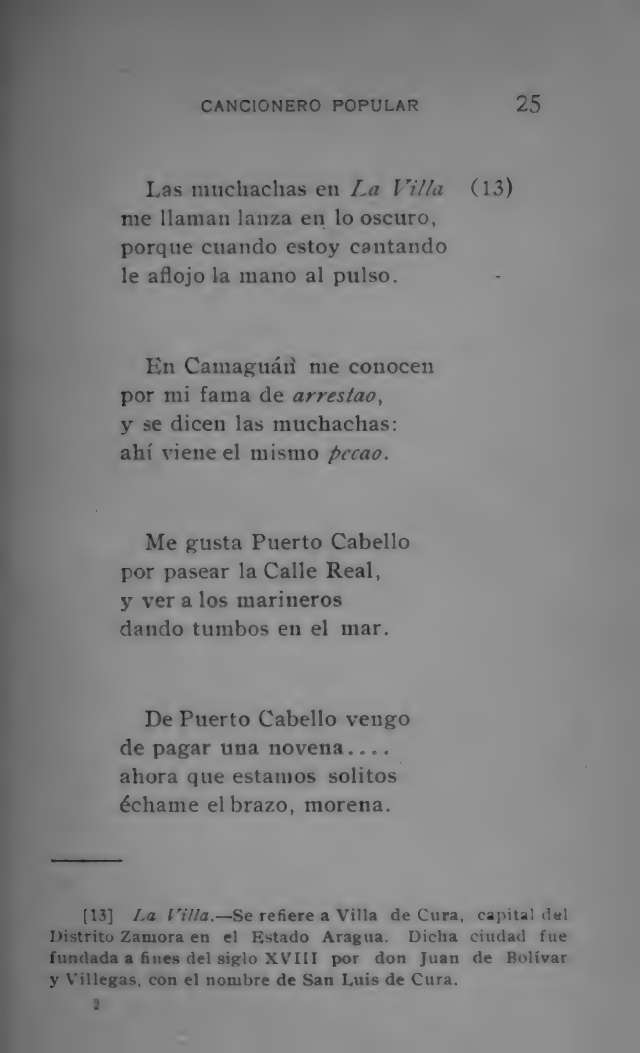 CANCIONERO POPULAR 25
Las muchachas en La Villa (13)
me llaman lanza en lo oscuro,
porque cuando estoy cantando
le aflojo la mano al pulso.
En Camaguán me conocen
por mi fama de arrestao,
y se dicen las muchachas:
ahí viene el mismo pecao.
Me gusta Puerto Cabello
por pasear la Calle Real,
y ver a los marineros
dando tumbos en el mar.
De Puerto Cabello vengo
de pagar una novena....
ahora que estamos solitos
échame el brazo, morena.
[13] La Villa.—Se refiere a Villa de Cura, capital del
Distrito Zamora en el Estado Aragua. Dicha ciudad fue
fundada a fines del siglo XVIII por don Juan de Bolívar
y Villegas, con el nombre de San Luis de Cura.
2